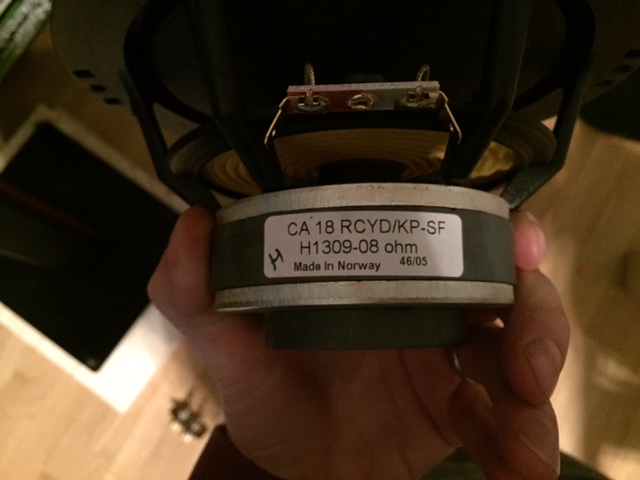 CA 18 RCYD/KP-SF
H1309-08 ohm
H Made in Norway 46/05